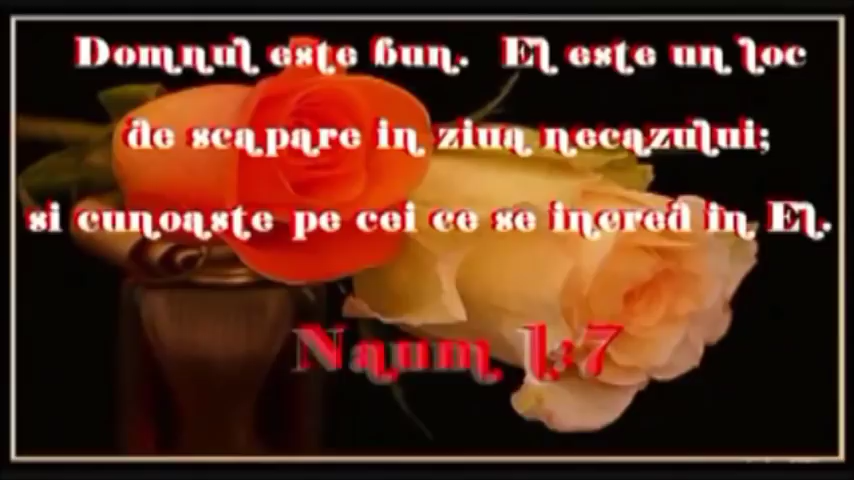 Domnul este bun. El este un loc
de scapare in ziua necazului;
si cunoaste pe cei ce se incred in El.
Naum 1:7